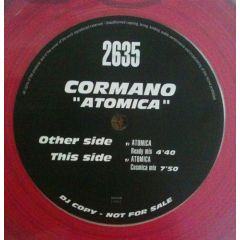 2635
CORMANO
"ATOMICA"
Other side
ATOMICA
Ready mix 4'40
This side
ATOMICA
Cosmica mix 7'50
DJ COPY - NOT FOR SALE